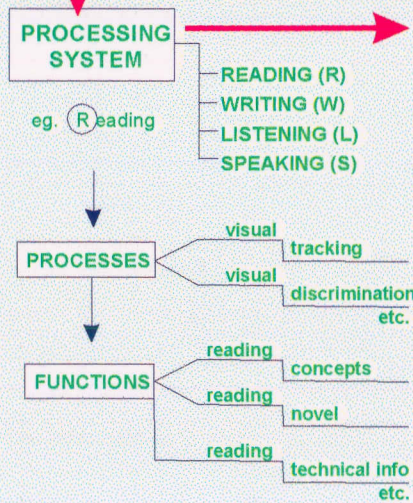 PROCESSING
SYSTEM
READING (R)
WRITING (W)
LISTENING (L)
SPEAKING (S)
eg. Reading
PROCESSES
visual tracking
visual discrimination
etc.
FUNCTIONS
reading concepts
reading novel
reading technical info
etc.